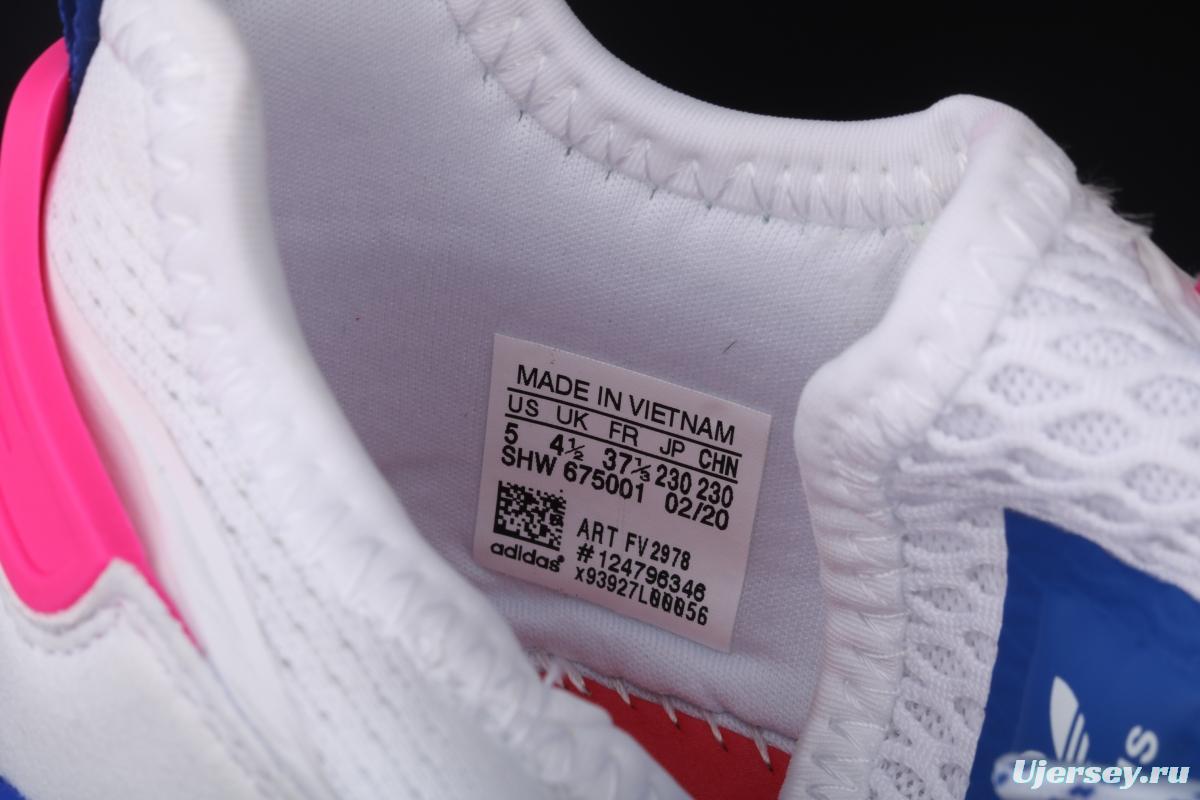 MADE IN VIETNAM
US UK FR JP CHN
5 4½ 37⅓ 230 230
SHW 675001 02/20
ART FV2978
#124796346
x93927L00056
adidas
Ujersey.ru